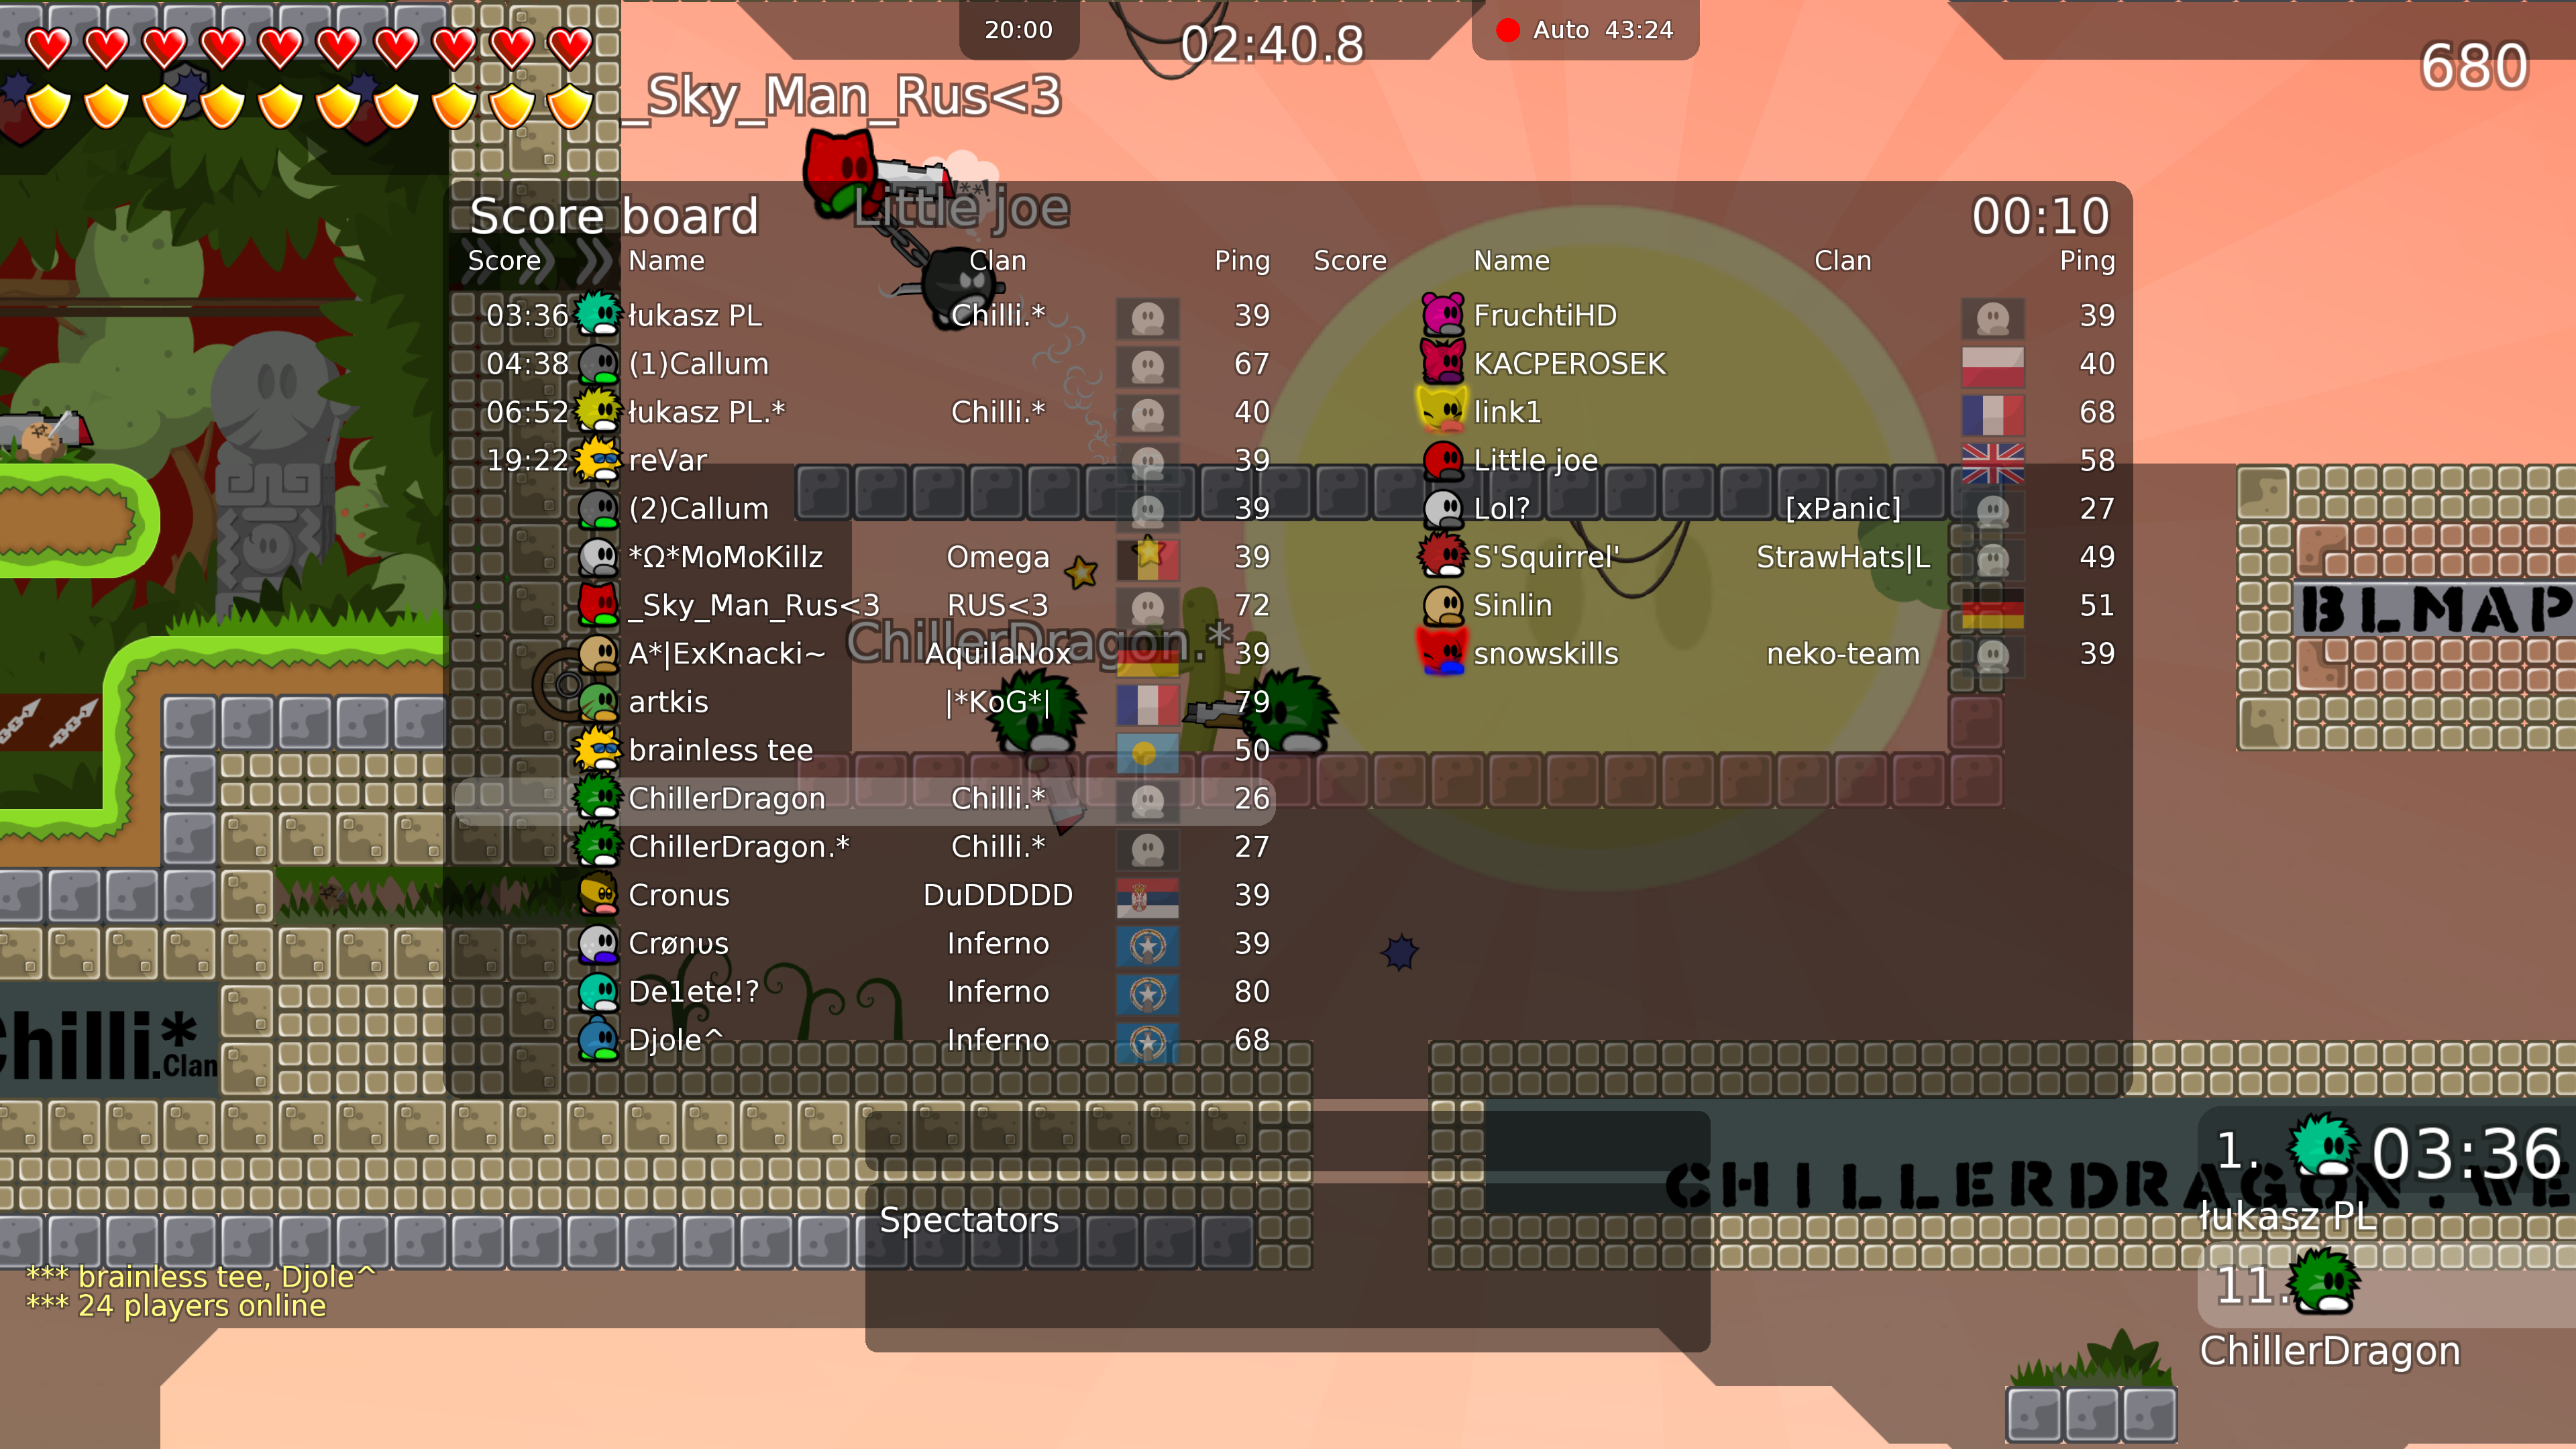 20:00
02:40.8
Auto 43:24
680
_Sky_Man_Rus<3
Little joe
Score board
00:10
Score Name Clan Ping Score Name Clan Ping
03:36 łukasz PL Chilli.* 39 FruchtiHD 39
04:38 (1)Callum 67 KACPEROSEK 40
06:52 łukasz PL.* Chilli.* 40 link1 68
19:22 reVar 39 Little joe 58
(2)Callum 39 Lol? [xPanic] 27
*Ω*MoMoKillz Omega 39 S'Squirrel' StrawHats|L 49
_Sky_Man_Rus<3 RUS<3 72 Sinlin 51
A*|ExKnacki~ AquilaNox 39 snowskills neko-team 39
artkis |*KoG*| 79
brainless tee 50
ChillerDragon Chilli.* 26
ChillerDragon.* Chilli.* 27
Cronus DuDDDDD 39
Crønus Inferno 39
De1ete!? Inferno 80
Djole^ Inferno 68
ChillerDragon.*
BLMAP
Chilli.*
Clan
CHILLERDRAGON.WE
Spectators
1. 03:36
łukasz PL
11.
ChillerDragon
*** brainless tee, Djole^
*** 24 players online